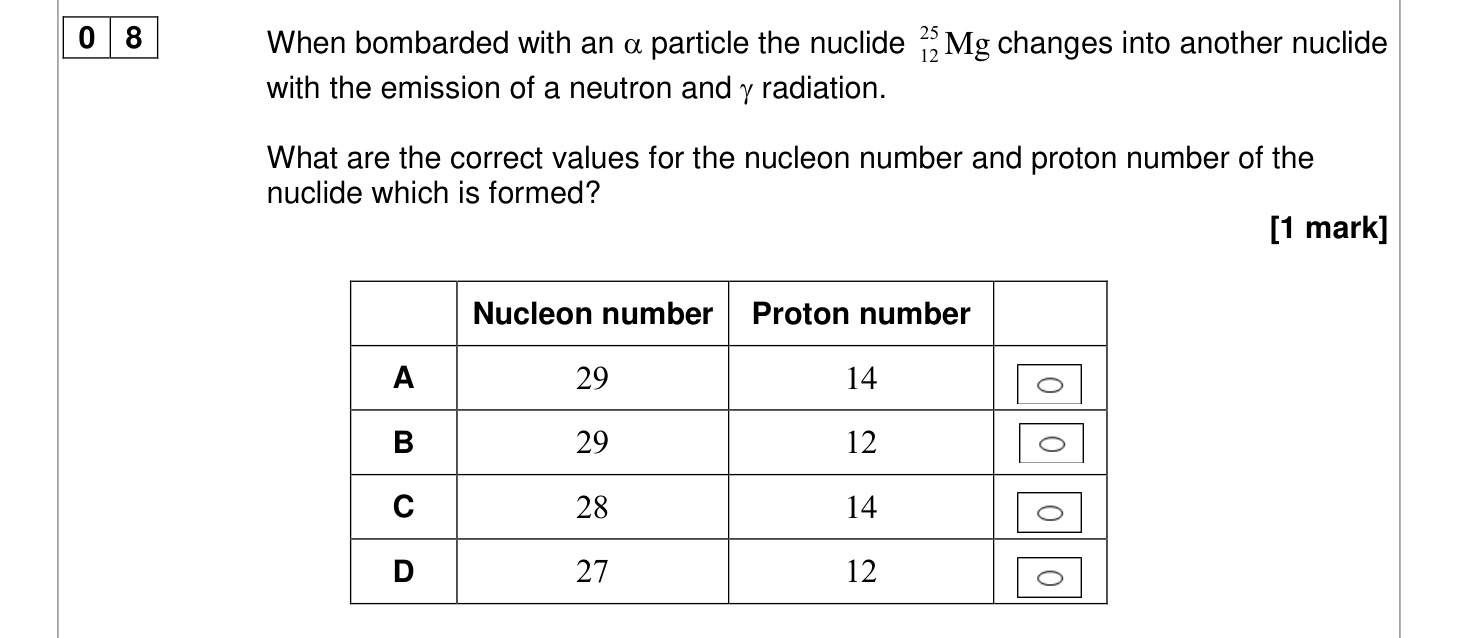 0 8
When bombarded with an α particle the nuclide ²⁵₁₂Mg changes into another nuclide
with the emission of a neutron and γ radiation.
What are the correct values for the nucleon number and proton number of the
nuclide which is formed?
[1 mark]
Nucleon number Proton number
A 29 14
B 29 12
C 28 14
D 27 12